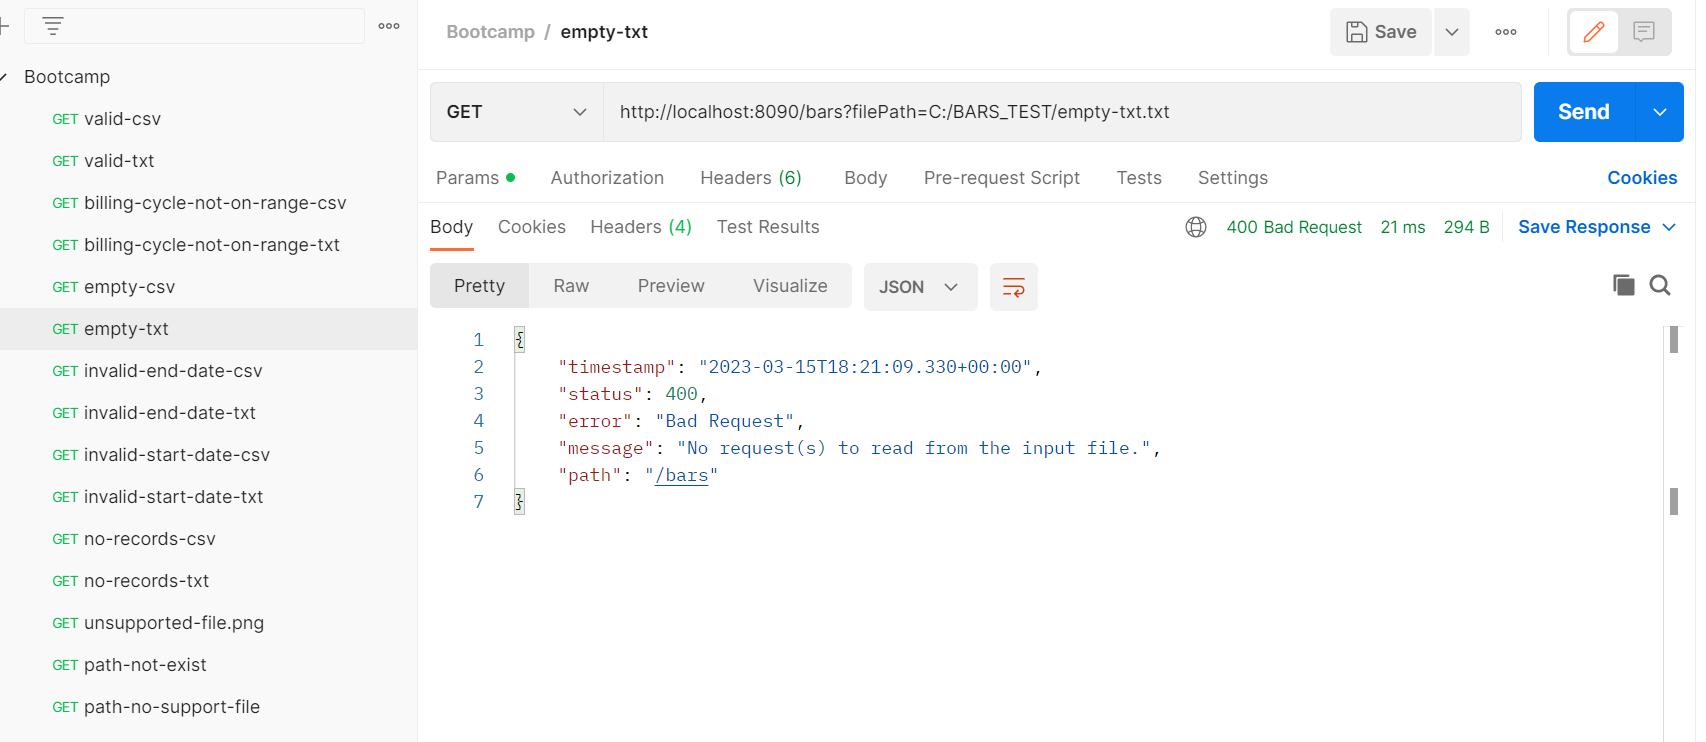 Bootcamp / empty-txt
Save
Bootcamp
GET valid-csv
GET valid-txt
GET billing-cycle-not-on-range-csv
GET billing-cycle-not-on-range-txt
GET empty-csv
GET empty-txt
GET invalid-end-date-csv
GET invalid-end-date-txt
GET invalid-start-date-csv
GET invalid-start-date-txt
GET no-records-csv
GET no-records-txt
GET unsupported-file.png
GET path-not-exist
GET path-no-support-file
GET http://localhost:8090/bars?filePath=C:/BARS_TEST/empty-txt.txt Send
Params Authorization Headers (6) Body Pre-request Script Tests Settings Cookies
Body Cookies Headers (4) Test Results 400 Bad Request 21 ms 294 B Save Response
Pretty Raw Preview Visualize JSON
1 {
2 "timestamp": "2023-03-15T18:21:09.330+00:00",
3 "status": 400,
4 "error": "Bad Request",
5 "message": "No request(s) to read from the input file.",
6 "path": "/bars"
7 }